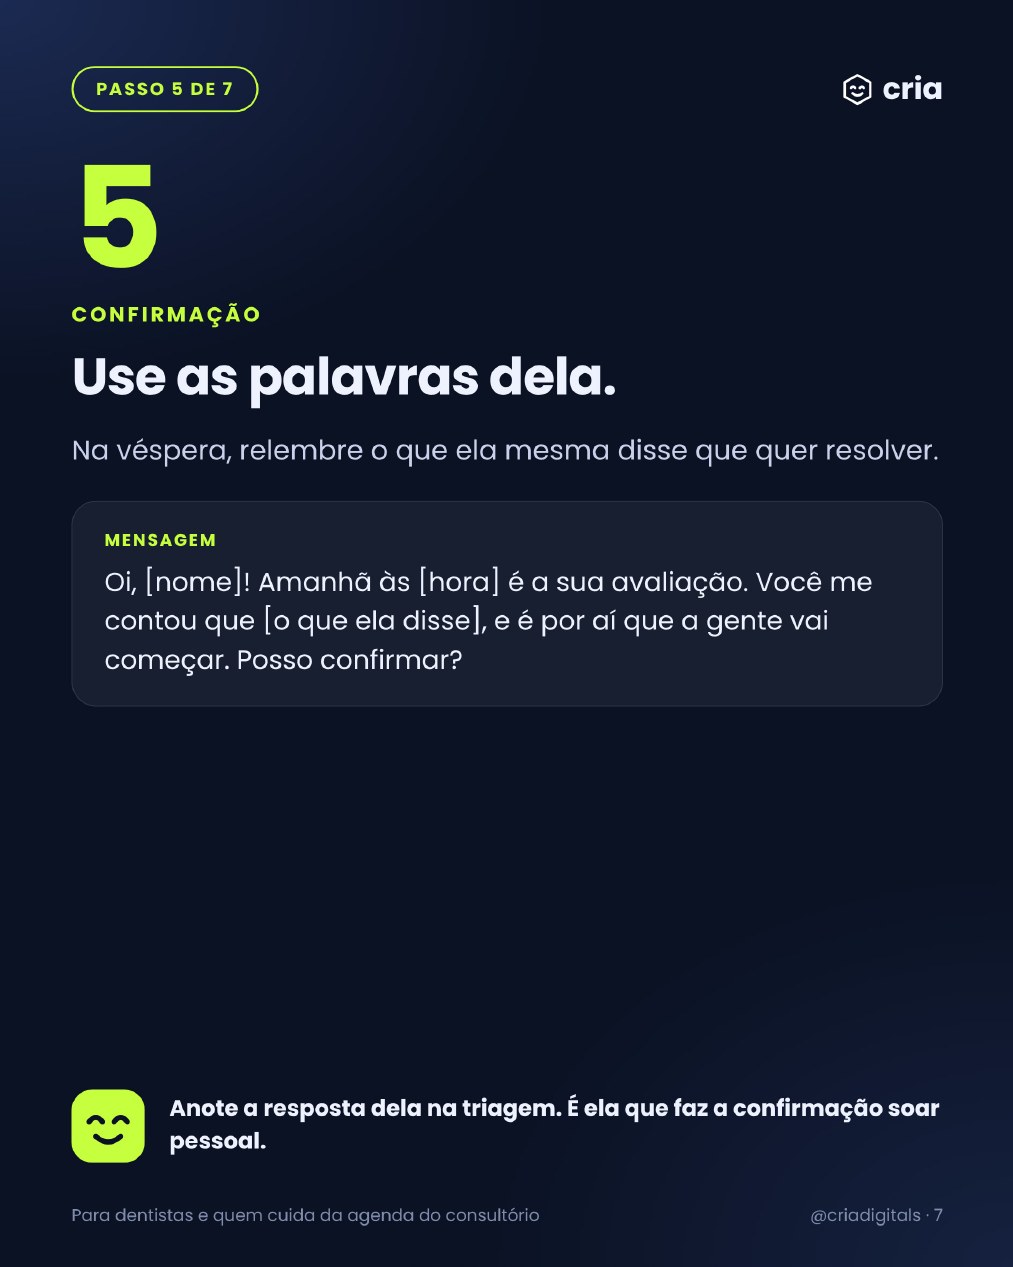 PASSO 5 DE 7
cria
5
CONFIRMAÇÃO
Use as palavras dela.
Na véspera, relembre o que ela mesma disse que quer resolver.
MENSAGEM
Oi, [nome]! Amanhã às [hora] é a sua avaliação. Você me
contou que [o que ela disse], e é por aí que a gente vai
começar. Posso confirmar?
Anote a resposta dela na triagem. É ela que faz a confirmação soar
pessoal.
Para dentistas e quem cuida da agenda do consultório
@criadigitals · 7